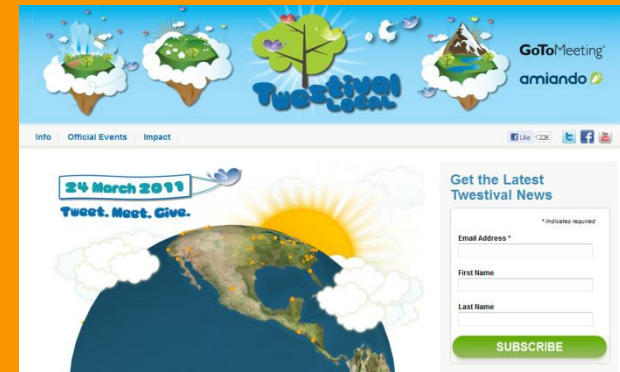 Twestival
LOCAL
GoToMeeting
amiando
Info Official Events Impact
Like 22K
24 March 2011
Tweet. Meet. Give.
Get the Latest
Twestival News
* indicates required
Email Address *
First Name
Last Name
SUBSCRIBE